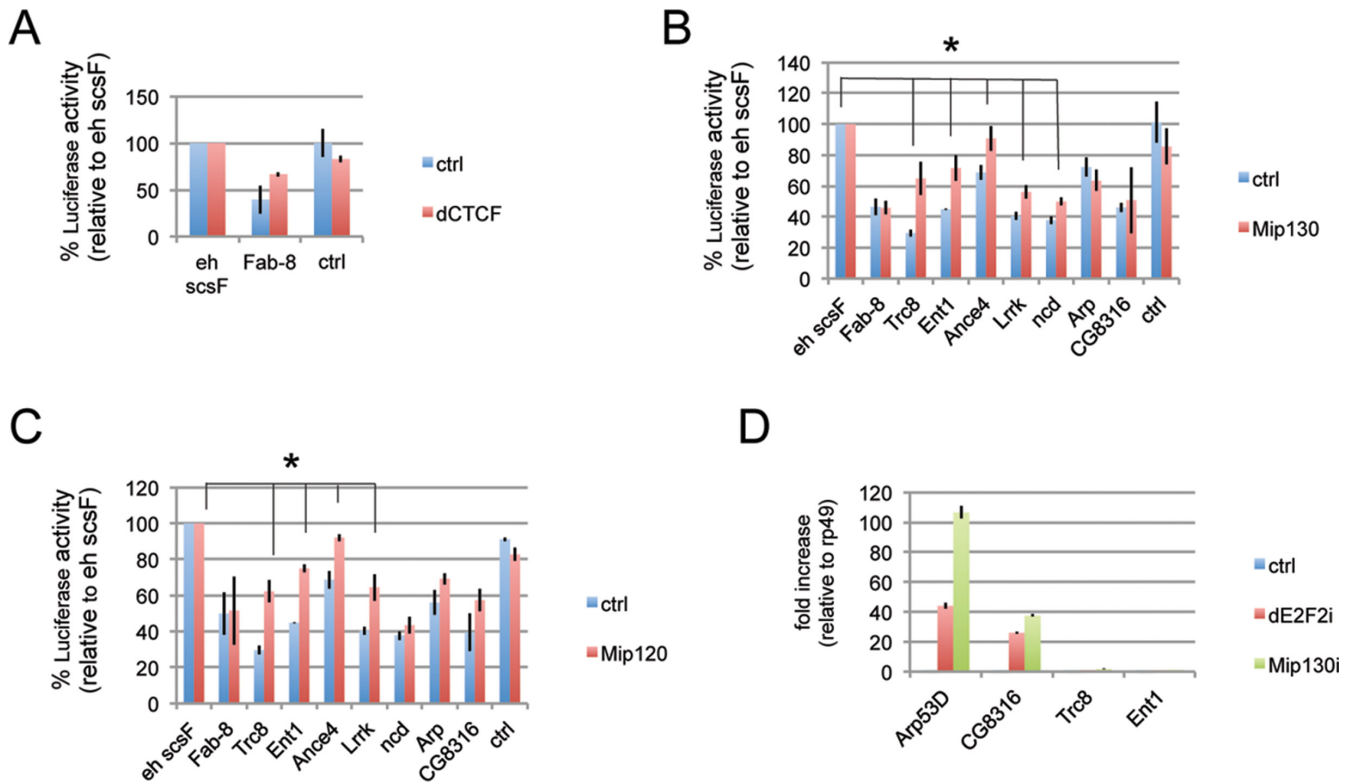 A
% Luciferase activity
(relative to eh scsF)
150
100
50
0
eh
scsF
Fab-8
ctrl
ctrl
dCTCF
B
*
% Luciferase activity
(relative to eh scsF)
140
120
100
80
60
40
20
0
eh scsF
Fab-8
Trc8
Ent1
Ance4
Lrrk
ncd
Arp
CG8316
ctrl
ctrl
Mip130
C
*
% Luciferase activity
(relative to eh scsF)
120
100
80
60
40
20
0
eh scsF
Fab-8
Trc8
Ent1
Ance4
Lrrk
ncd
Arp
CG8316
ctrl
ctrl
Mip120
D
fold increase
(relative to rp49)
120
100
80
60
40
20
0
Arp53D
CG8316
Trc8
Ent1
ctrl
dE2F2i
Mip130i